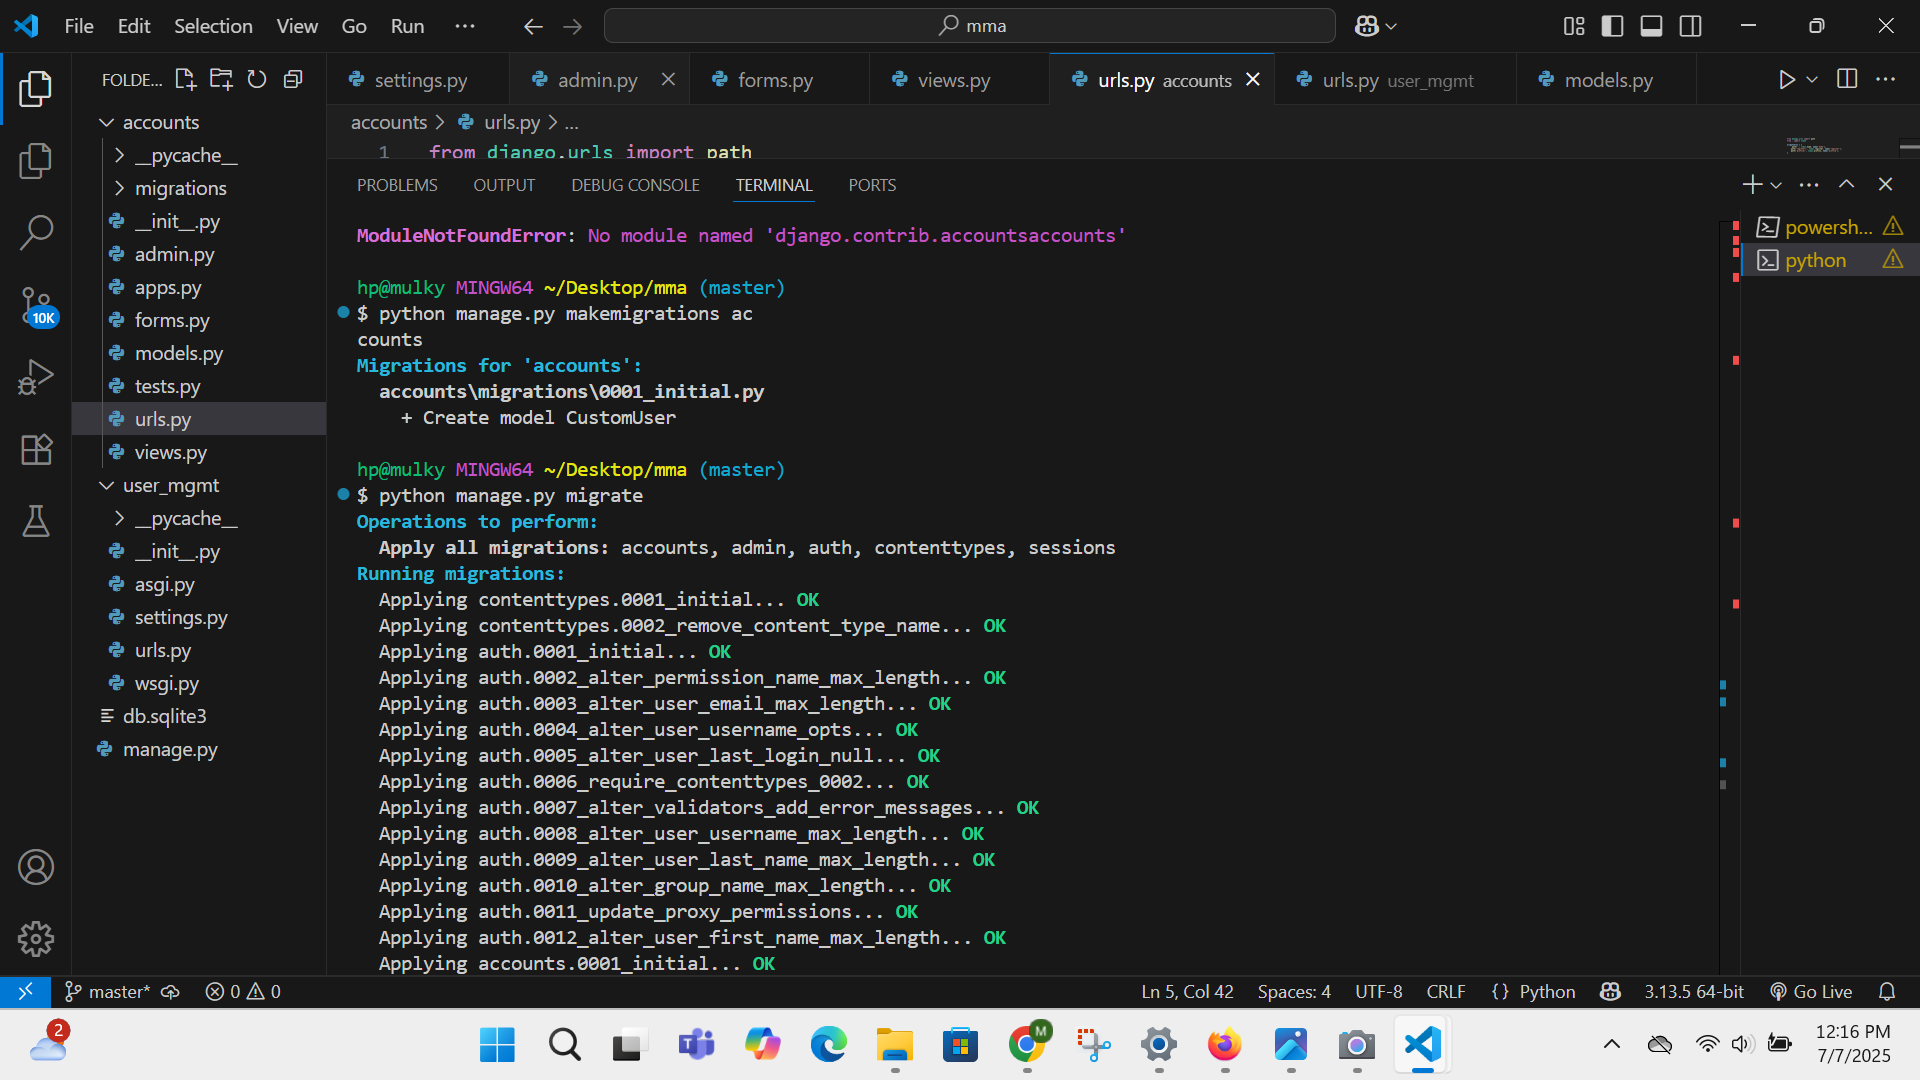 File Edit Selection View Go Run ...
mma
FOLDE...
settings.py
admin.py
forms.py
views.py
urls.py accounts
urls.py user_mgmt
models.py
accounts
__pycache__
migrations
__init__.py
admin.py
apps.py
forms.py
models.py
tests.py
urls.py
views.py
user_mgmt
__pycache__
__init__.py
asgi.py
settings.py
urls.py
wsgi.py
db.sqlite3
manage.py
10K
accounts > urls.py > ...
1 from django.urls import path
PROBLEMS OUTPUT DEBUG CONSOLE TERMINAL PORTS
ModuleNotFoundError: No module named 'django.contrib.accountsaccounts'
hp@mulky MINGW64 ~/Desktop/mma (master)
$ python manage.py makemigrations ac
counts
Migrations for 'accounts':
accounts\migrations\0001_initial.py
+ Create model CustomUser
hp@mulky MINGW64 ~/Desktop/mma (master)
$ python manage.py migrate
Operations to perform:
Apply all migrations: accounts, admin, auth, contenttypes, sessions
Running migrations:
Applying contenttypes.0001_initial... OK
Applying contenttypes.0002_remove_content_type_name... OK
Applying auth.0001_initial... OK
Applying auth.0002_alter_permission_name_max_length... OK
Applying auth.0003_alter_user_email_max_length... OK
Applying auth.0004_alter_user_username_opts... OK
Applying auth.0005_alter_user_last_login_null... OK
Applying auth.0006_require_contenttypes_0002... OK
Applying auth.0007_alter_validators_add_error_messages... OK
Applying auth.0008_alter_user_username_max_length... OK
Applying auth.0009_alter_user_last_name_max_length... OK
Applying auth.0010_alter_group_name_max_length... OK
Applying auth.0011_update_proxy_permissions... OK
Applying auth.0012_alter_user_first_name_max_length... OK
Applying accounts.0001_initial... OK
powersh...
python
master* 0 0
Ln 5, Col 42 Spaces: 4 UTF-8 CRLF {} Python 3.13.5 64-bit Go Live
2
M
12:16 PM
7/7/2025